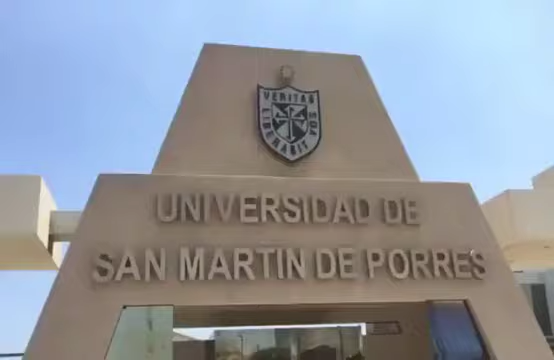 VERITAS
LIBERABIT VOS
UNIVERSIDAD DE
SAN MARTIN DE PORRES